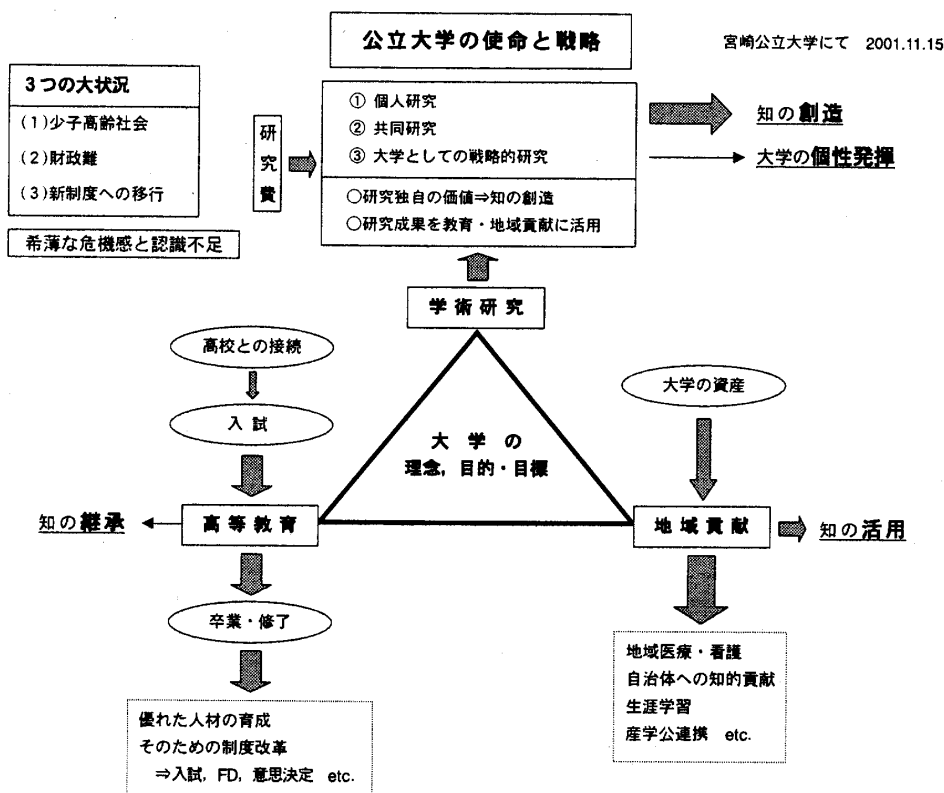 公立大学の使命と戦略
宮崎公立大学にて 2001.11.15
3つの大状況
(1)少子高齢社会
(2)財政難
(3)新制度への移行
希薄な危機感と認識不足
研究費
① 個人研究
② 共同研究
③ 大学としての戦略的研究
○研究独自の価値⇒知の創造
○研究成果を教育・地域貢献に活用
知の創造
大学の個性発揮
学術研究
高校との接続
入試
大学の資産
大学の
理念,目的・目標
知の継承
高等教育
地域貢献
知の活用
卒業・修了
優れた人材の育成
そのための制度改革
⇒入試, FD, 意思決定 etc.
地域医療・看護
自治体への知的貢献
生涯学習
産学公連携 etc.